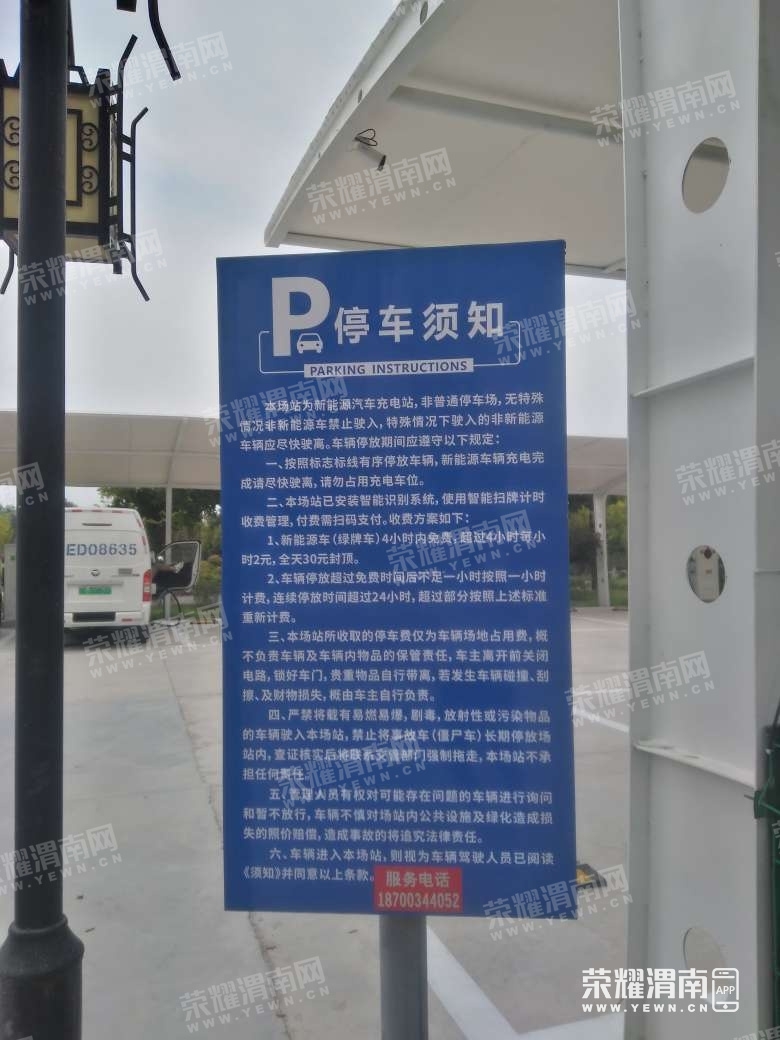 P停车须知
PARKING INSTRUCTIONS
本场站为新能源汽车充电站，非普通停车场，无特殊
情况非新能源车禁止驶入，特殊情况下驶入的非新能源
车辆应尽快驶离。车辆停放期间应遵守以下规定：
一、按照标志标线有序停放车辆，新能源车辆充电完
成请尽快驶离，请勿占用充电车位。
二、本场站已安装智能识别系统，使用智能扫牌计时
收费管理，付费需扫码支付。收费方案如下：
1、新能源车（绿牌车）4小时内免费，超过4小时每小
时2元，全天30元封顶。
2、车辆停放超过免费时间后不足一小时按照一小时
计费，连续停放时间超过24小时，超过部分按照上述标准
重新计费。
三、本场站所收取的停车费仅为车辆场地占用费，概
不负责车辆及车辆内物品的保管责任，车主离开前关闭
电路，锁好车门，贵重物品自行带离，若发生车辆碰撞、刮
擦、及财物损失，概由车主自行负责。
四、严禁将载有易燃易爆，剧毒，放射性或污染物品
的车辆驶入本场站，禁止将事故车（僵尸车）长期停放场
站内，查证核实后将联系交通部门强制拖走，本场站不承
担任何责任。
五、管理人员有权对可能存在问题的车辆进行询问
和暂不放行，车辆不慎对场站内公共设施及绿化造成损
失的照价赔偿，造成事故的将追究法律责任。
六、车辆进入本场站，则视为车辆驾驶人员已阅读
《须知》并同意以上条款。
服务电话
18700344052
ED08635
荣耀渭南网
WWW.YEWN.CN
荣耀渭南 APP
WWW.YEWN.CN